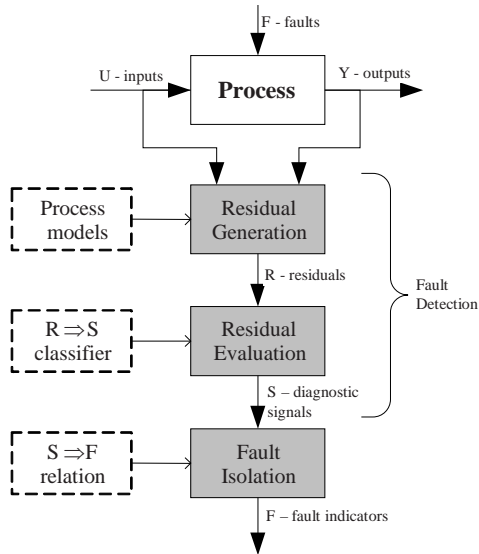 F - faults
U - inputs
Process
Y - outputs
Process
models
Residual
Generation
R - residuals
Fault
Detection
R ⇒ S
classifier
Residual
Evaluation
S – diagnostic
signals
S ⇒ F
relation
Fault
Isolation
F – fault indicators